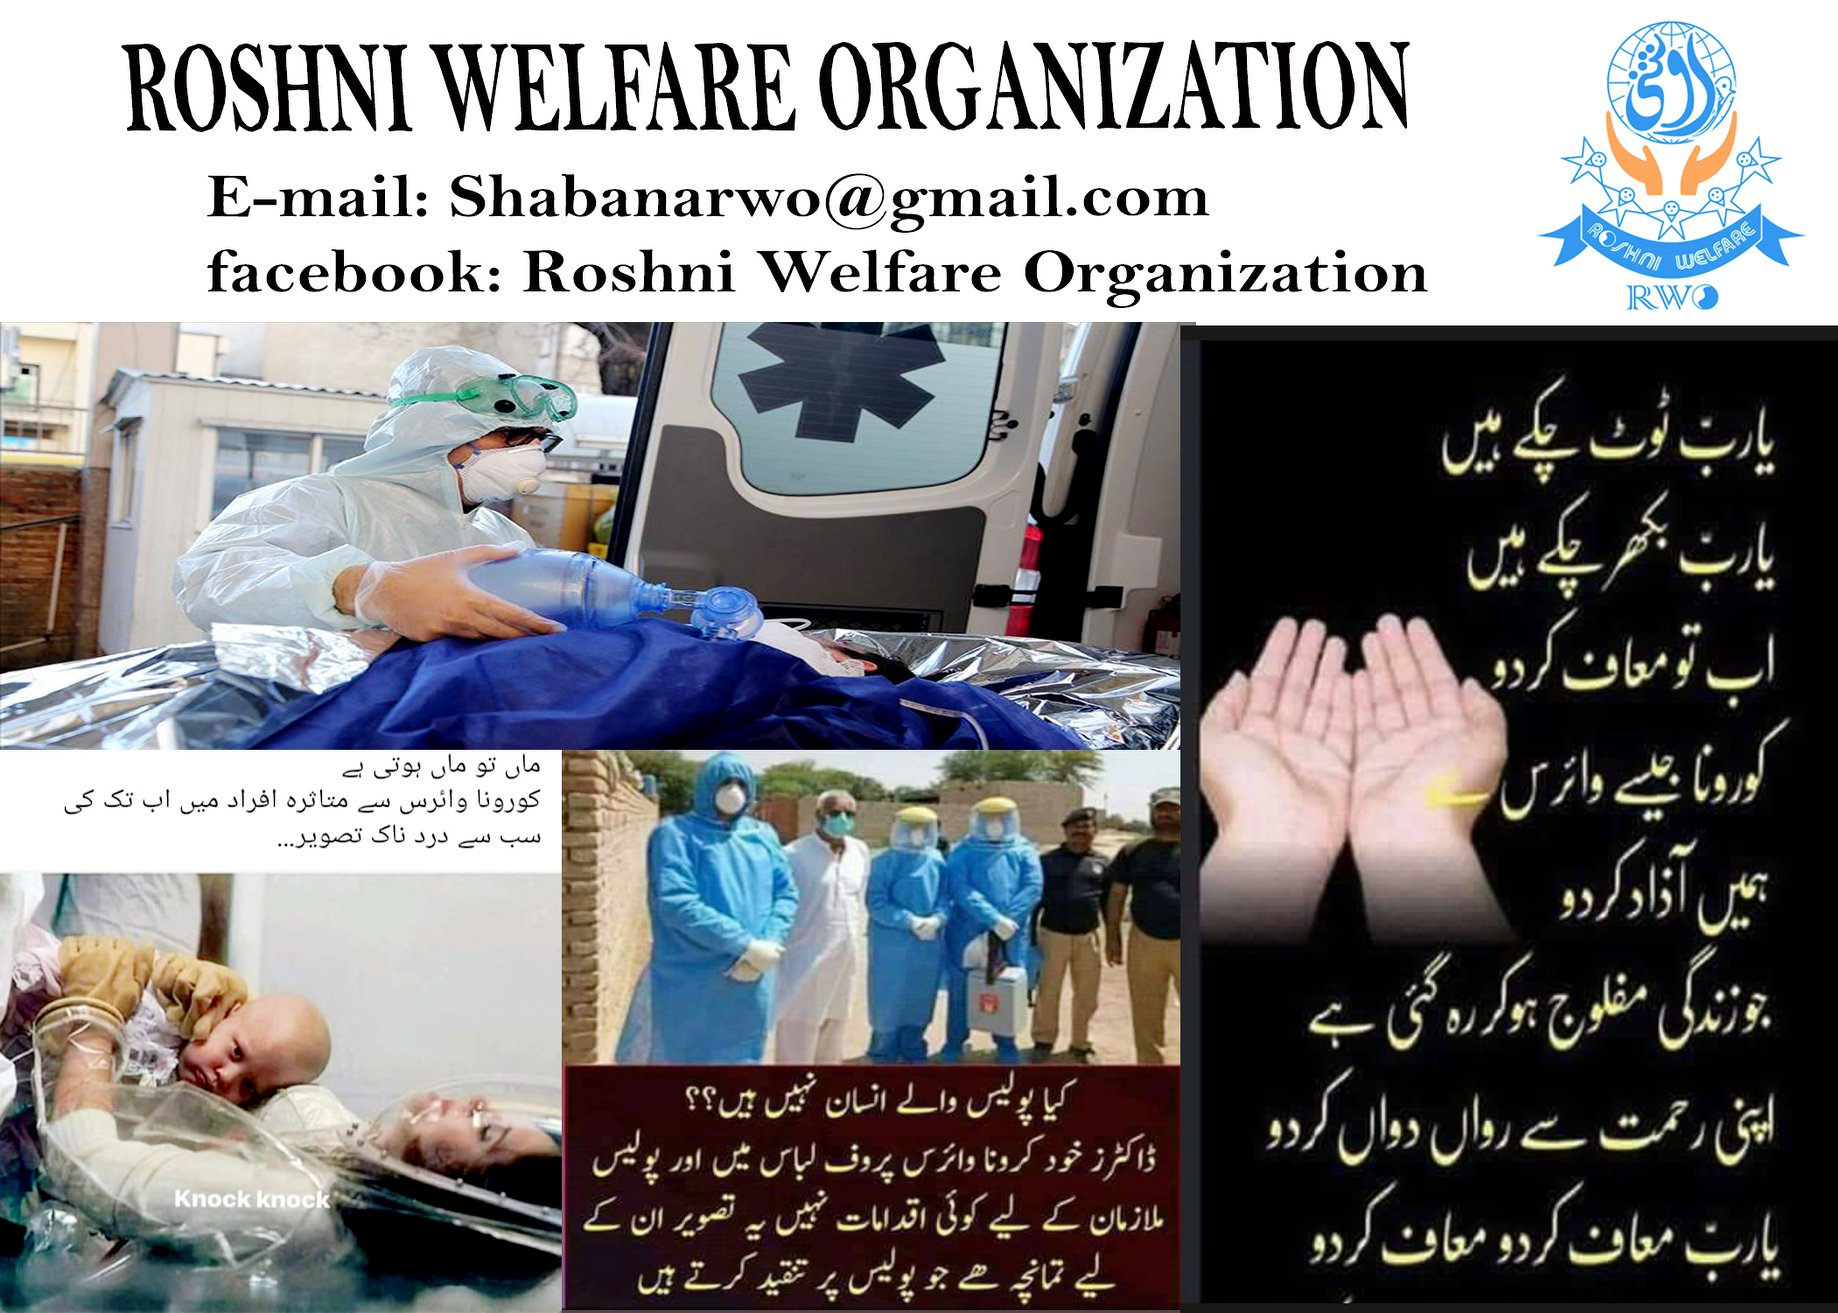 ROSHNI WELFARE ORGANIZATION
E-mail: Shabanarwo@gmail.com
facebook: Roshni Welfare Organization
روشنی
ROSHNI WELFARE
RWO
یاربّ ٹوٹ چکے ہیں
یاربّ بکھر چکے ہیں
اب تو معاف کردو
کورونا جیسے وائرس سے
ہمیں آذاد کردو
جو زندگی مفلوج ہوکر رہ گئی ہے
اپنی رحمت سے رواں دواں کردو
یاربّ معاف کردو معاف کردو
ماں تو ماں ہوتی ہے
کورونا وائرس سے متاثرہ افراد میں اب تک کی
سب سے درد ناک تصویر...
Knock knock
کیا پولیس والے انسان نہیں ہیں؟؟
ڈاکٹرز خود کرونا وائرس پروف لباس میں اور پولیس
ملازمان کے لیے کوئی اقدامات نہیں یہ تصویر ان کے
لیے تمانچہ ھے جو پولیس پر تنقید کرتے ہیں